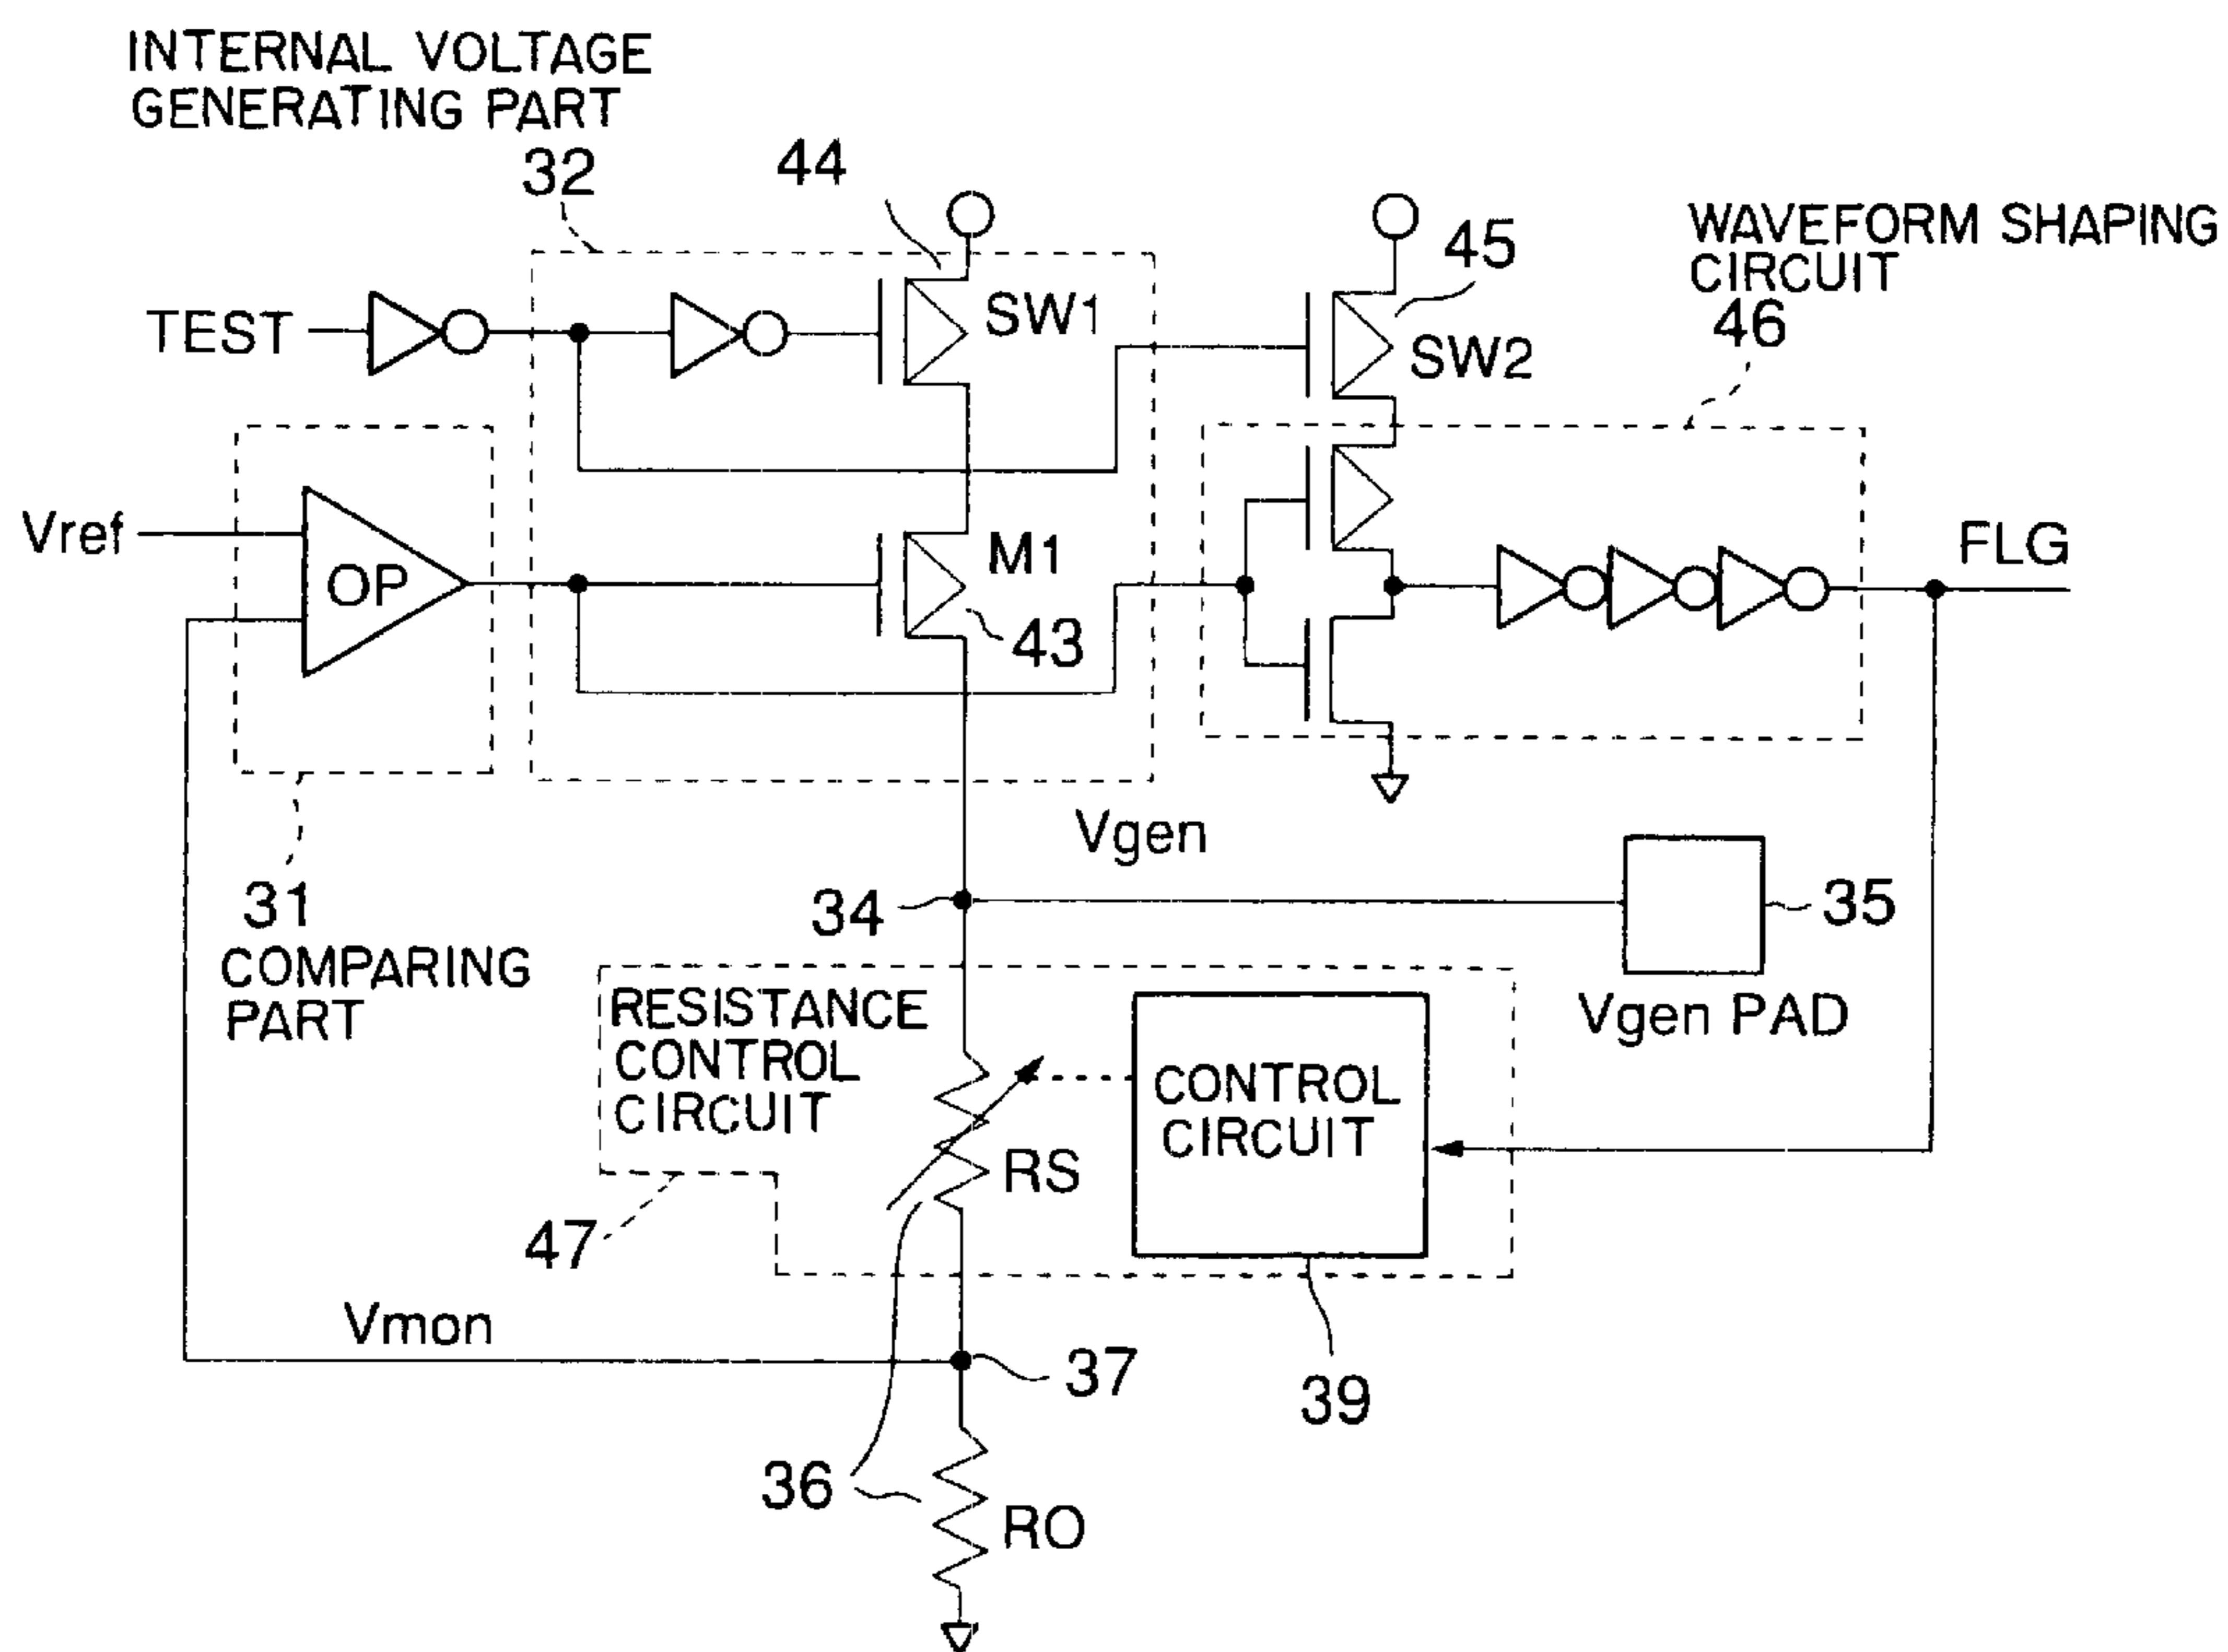 INTERNAL VOLTAGE
GENERATING PART
32
44
45
WAVEFORM SHAPING
CIRCUIT
46
TEST
SW1
SW2
Vref
OP
M1
43
FLG
31
COMPARING
PART
Vgen
34
35
Vgen PAD
RESISTANCE
CONTROL
CIRCUIT
CONTROL
CIRCUIT
RS
47
Vmon
37
39
36
RO